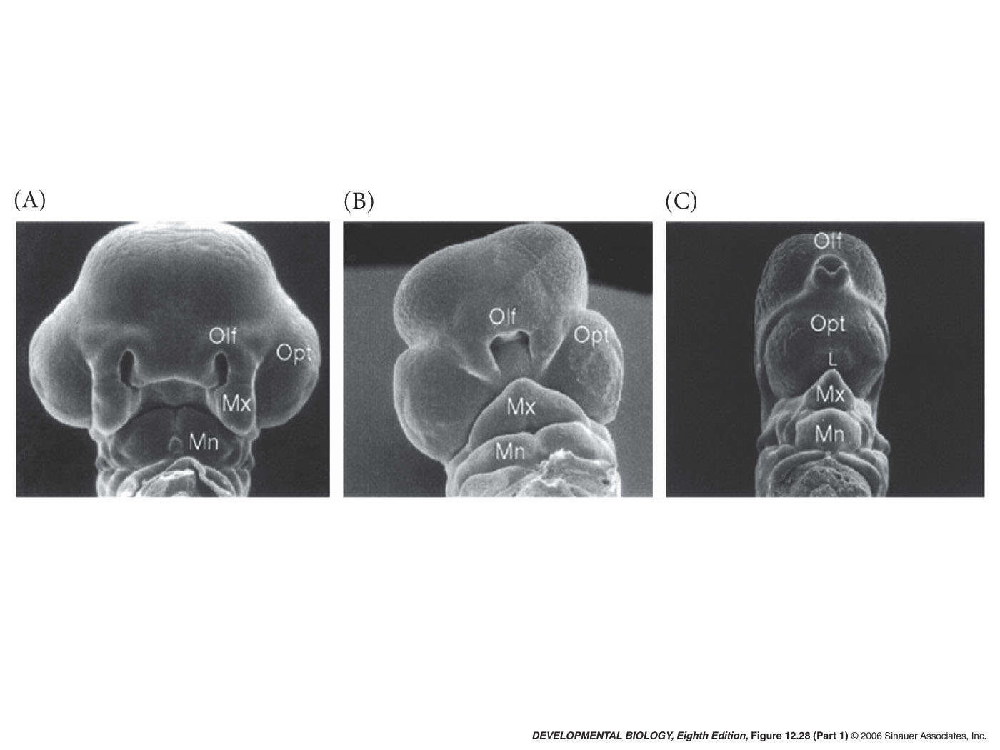 (A)
(B)
(C)
Olf
Opt
Mx
Mn
Olf
Opt
Mx
Mn
Olf
Opt
L
Mx
Mn
DEVELOPMENTAL BIOLOGY, Eighth Edition, Figure 12.28 (Part 1) © 2006 Sinauer Associates, Inc.